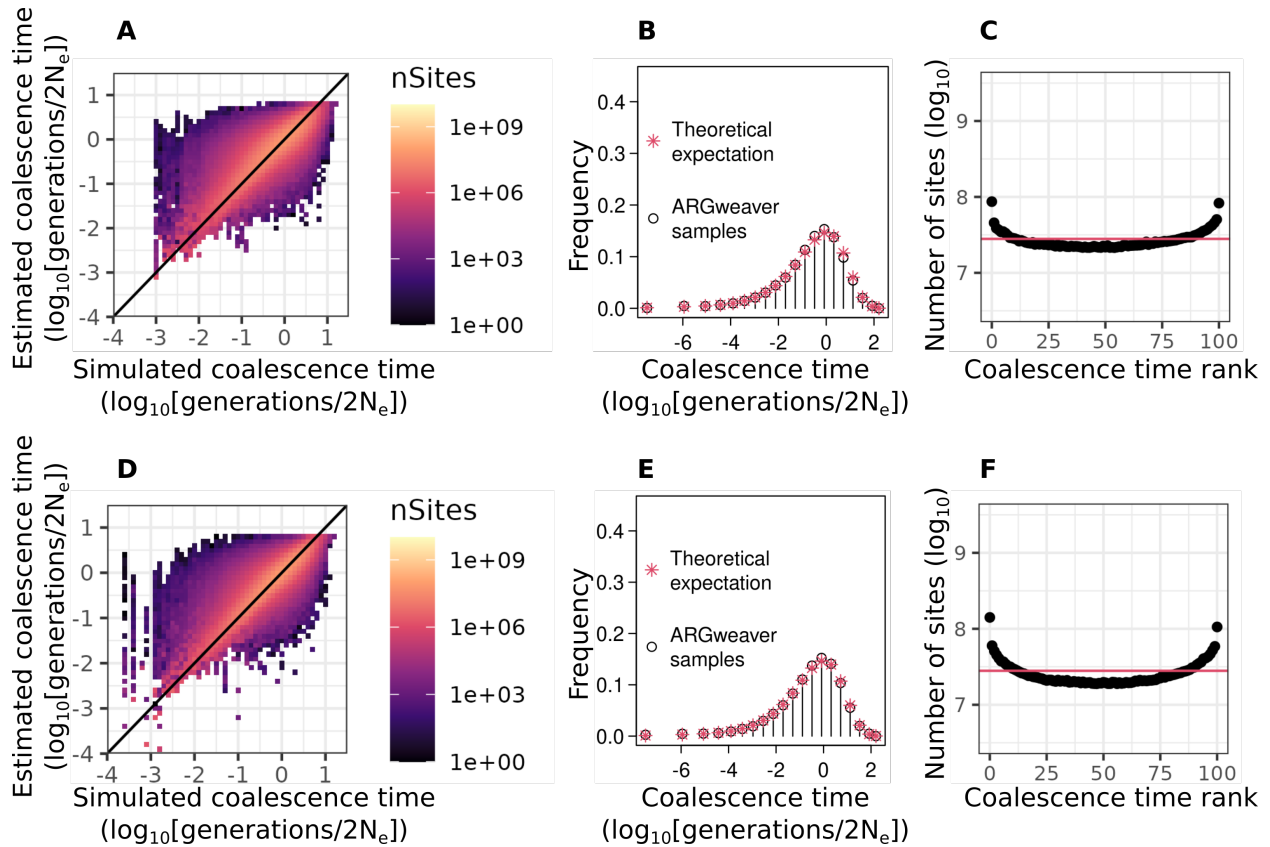 A
Estimated coalescence time
(log10[generations/2Ne])
1
0
-1
-2
-3
-4
-4 -3 -2 -1 0 1
Simulated coalescence time
(log10[generations/2Ne])
nSites
1e+09
1e+06
1e+03
1e+00
B
Frequency
0.4
0.3
0.2
0.1
0.0
Theoretical
expectation
ARGweaver
samples
-6 -4 -2 0 2
Coalescence time
(log10[generations/2Ne])
C
Number of sites (log10)
9
8
7
0 25 50 75 100
Coalescence time rank
D
Estimated coalescence time
(log10[generations/2Ne])
1
0
-1
-2
-3
-4
-4 -3 -2 -1 0 1
Simulated coalescence time
(log10[generations/2Ne])
nSites
1e+09
1e+06
1e+03
1e+00
E
Frequency
0.4
0.3
0.2
0.1
0.0
Theoretical
expectation
ARGweaver
samples
-6 -4 -2 0 2
Coalescence time
(log10[generations/2Ne])
F
Number of sites (log10)
9
8
7
0 25 50 75 100
Coalescence time rank